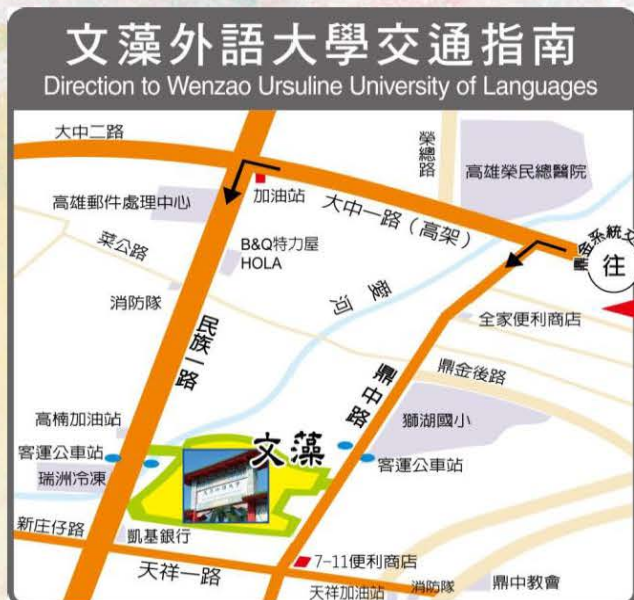 文藻外語大學交通指南
Direction to Wenzao Ursuline University of Languages
大中二路
榮總路
高雄榮民總醫院
高雄郵件處理中心
加油站
大中一路（高架）
鼎金系統交
往
菜公路
B&Q特力屋
HOLA
愛河
消防隊
全家便利商店
民族一路
鼎中路
鼎金後路
高楠加油站
獅湖國小
文藻
客運公車站
客運公車站
瑞洲冷凍
新庄仔路
凱基銀行
天祥一路
7-11便利商店
天祥加油站
消防隊
鼎中教會